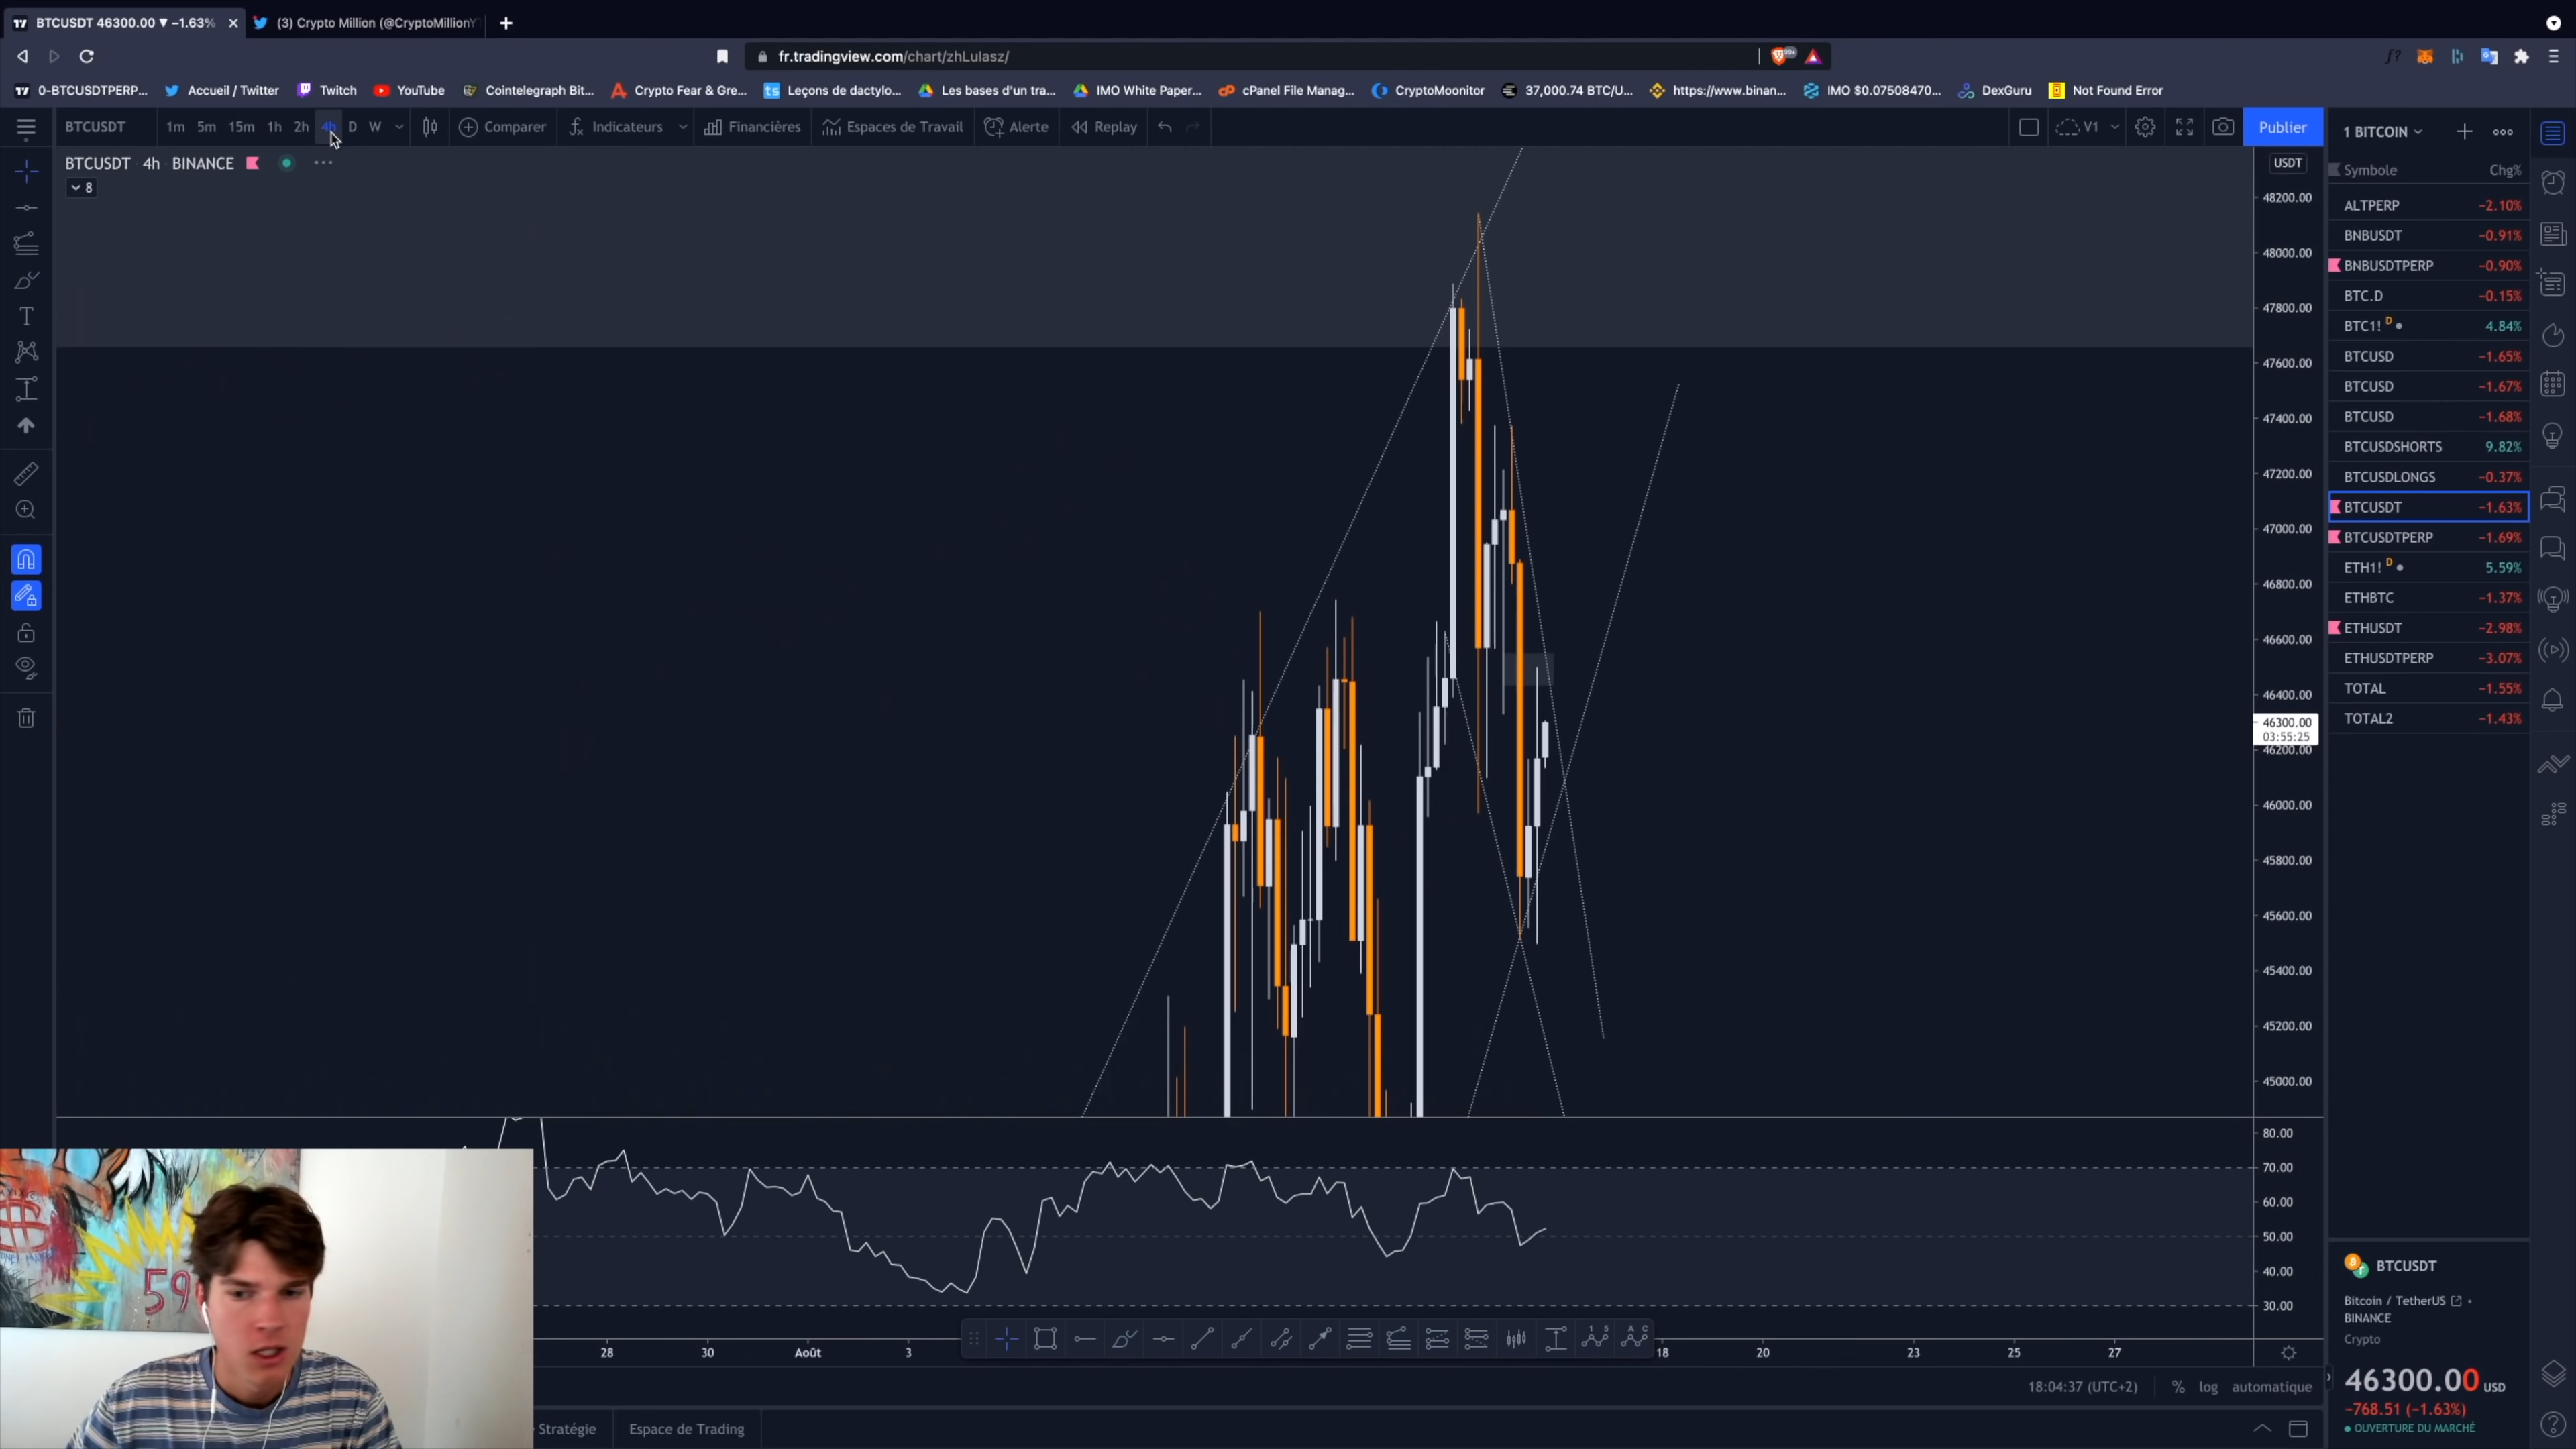 BTCUSDT 46300.00 ▼ −1.63%
(3) Crypto Million (@CryptoMillionY
fr.tradingview.com/chart/zhLulasz/
99+
0-BTCUSDTPERP... Accueil / Twitter Twitch YouTube Cointelegraph Bit... Crypto Fear & Gre... Leçons de dactylo... Les bases d'un tra... IMO White Paper... cPanel File Manag... CryptoMoonitor 37,000.74 BTC/U... https://www.binan... IMO $0.07508470... DexGuru Not Found Error
BTCUSDT 1m 5m 15m 1h 2h 4h D W Comparer Indicateurs Financières Espaces de Travail Alerte Replay V1 Publier
BTCUSDT 4h BINANCE
8
USDT
48200.00
48000.00
47800.00
47600.00
47400.00
47200.00
47000.00
46800.00
46600.00
46400.00
46300.00
03:55:25
46200.00
46000.00
45800.00
45600.00
45400.00
45200.00
45000.00
80.00
70.00
60.00
50.00
40.00
30.00
28 30 Août 3 18 20 23 25 27
18:04:37 (UTC+2) % log automatique
Stratégie Espace de Trading
1 BITCOIN
Symbole Chg%
ALTPERP −2.10%
BNBUSDT −0.91%
BNBUSDTPERP −0.90%
BTC.D −0.15%
BTC1! D 4.84%
BTCUSD −1.65%
BTCUSD −1.67%
BTCUSD −1.68%
BTCUSDSHORTS 9.82%
BTCUSDLONGS −0.37%
BTCUSDT −1.63%
BTCUSDTPERP −1.69%
ETH1! D 5.59%
ETHBTC −1.37%
ETHUSDT −2.98%
ETHUSDTPERP −3.07%
TOTAL −1.55%
TOTAL2 −1.43%
BTCUSDT
Bitcoin / TetherUS
BINANCE
Crypto
46300.00 USD
−768.51 (−1.63%)
OUVERTURE DU MARCHÉ
59